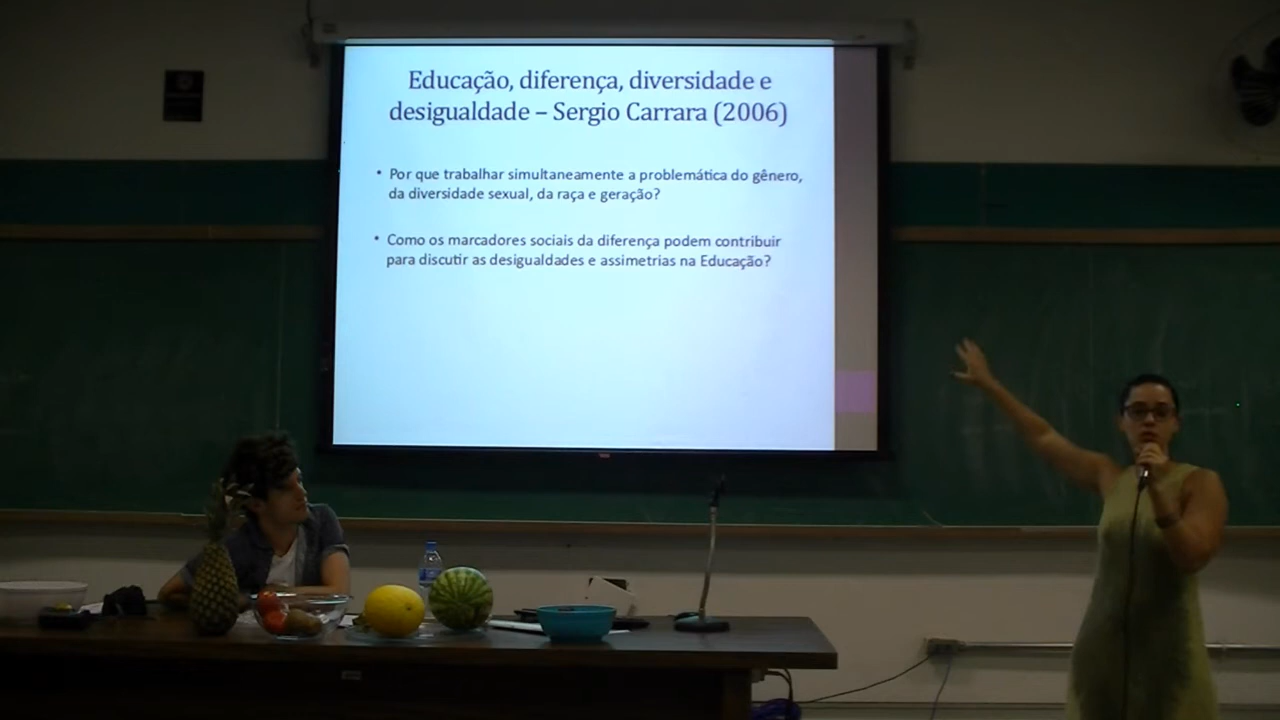 Educação, diferença, diversidade e
desigualdade – Sergio Carrara (2006)
• Por que trabalhar simultaneamente a problemática do gênero,
da diversidade sexual, da raça e geração?
• Como os marcadores sociais da diferença podem contribuir
para discutir as desigualdades e assimetrias na Educação?